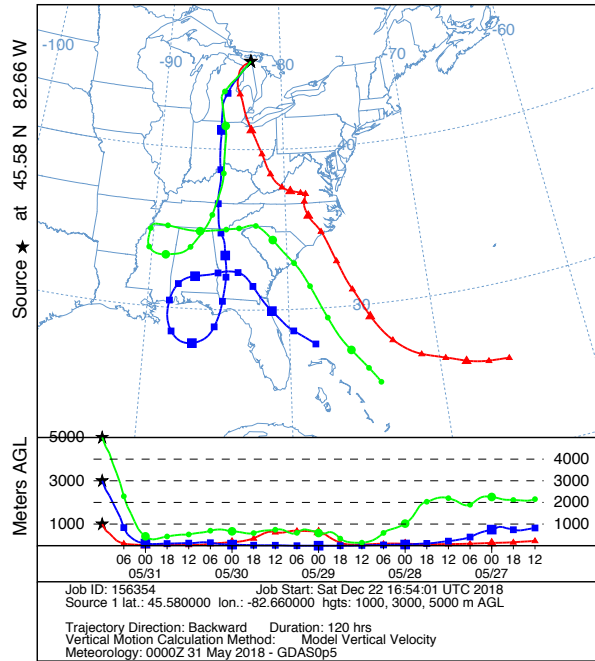 -100
-90
-80
-70
-60
40
30
Source ★ at 45.58 N 82.66 W
Meters AGL
5000
3000
1000
4000
3000
2000
1000
06 00 18 12 06 00 18 12 06 00 18 12 06 00 18 12 06 00 18 12
05/31 05/30 05/29 05/28 05/27
Job ID: 156354 Job Start: Sat Dec 22 16:54:01 UTC 2018
Source 1 lat.: 45.580000 lon.: -82.660000 hgts: 1000, 3000, 5000 m AGL
Trajectory Direction: Backward Duration: 120 hrs
Vertical Motion Calculation Method: Model Vertical Velocity
Meteorology: 0000Z 31 May 2018 - GDAS0p5